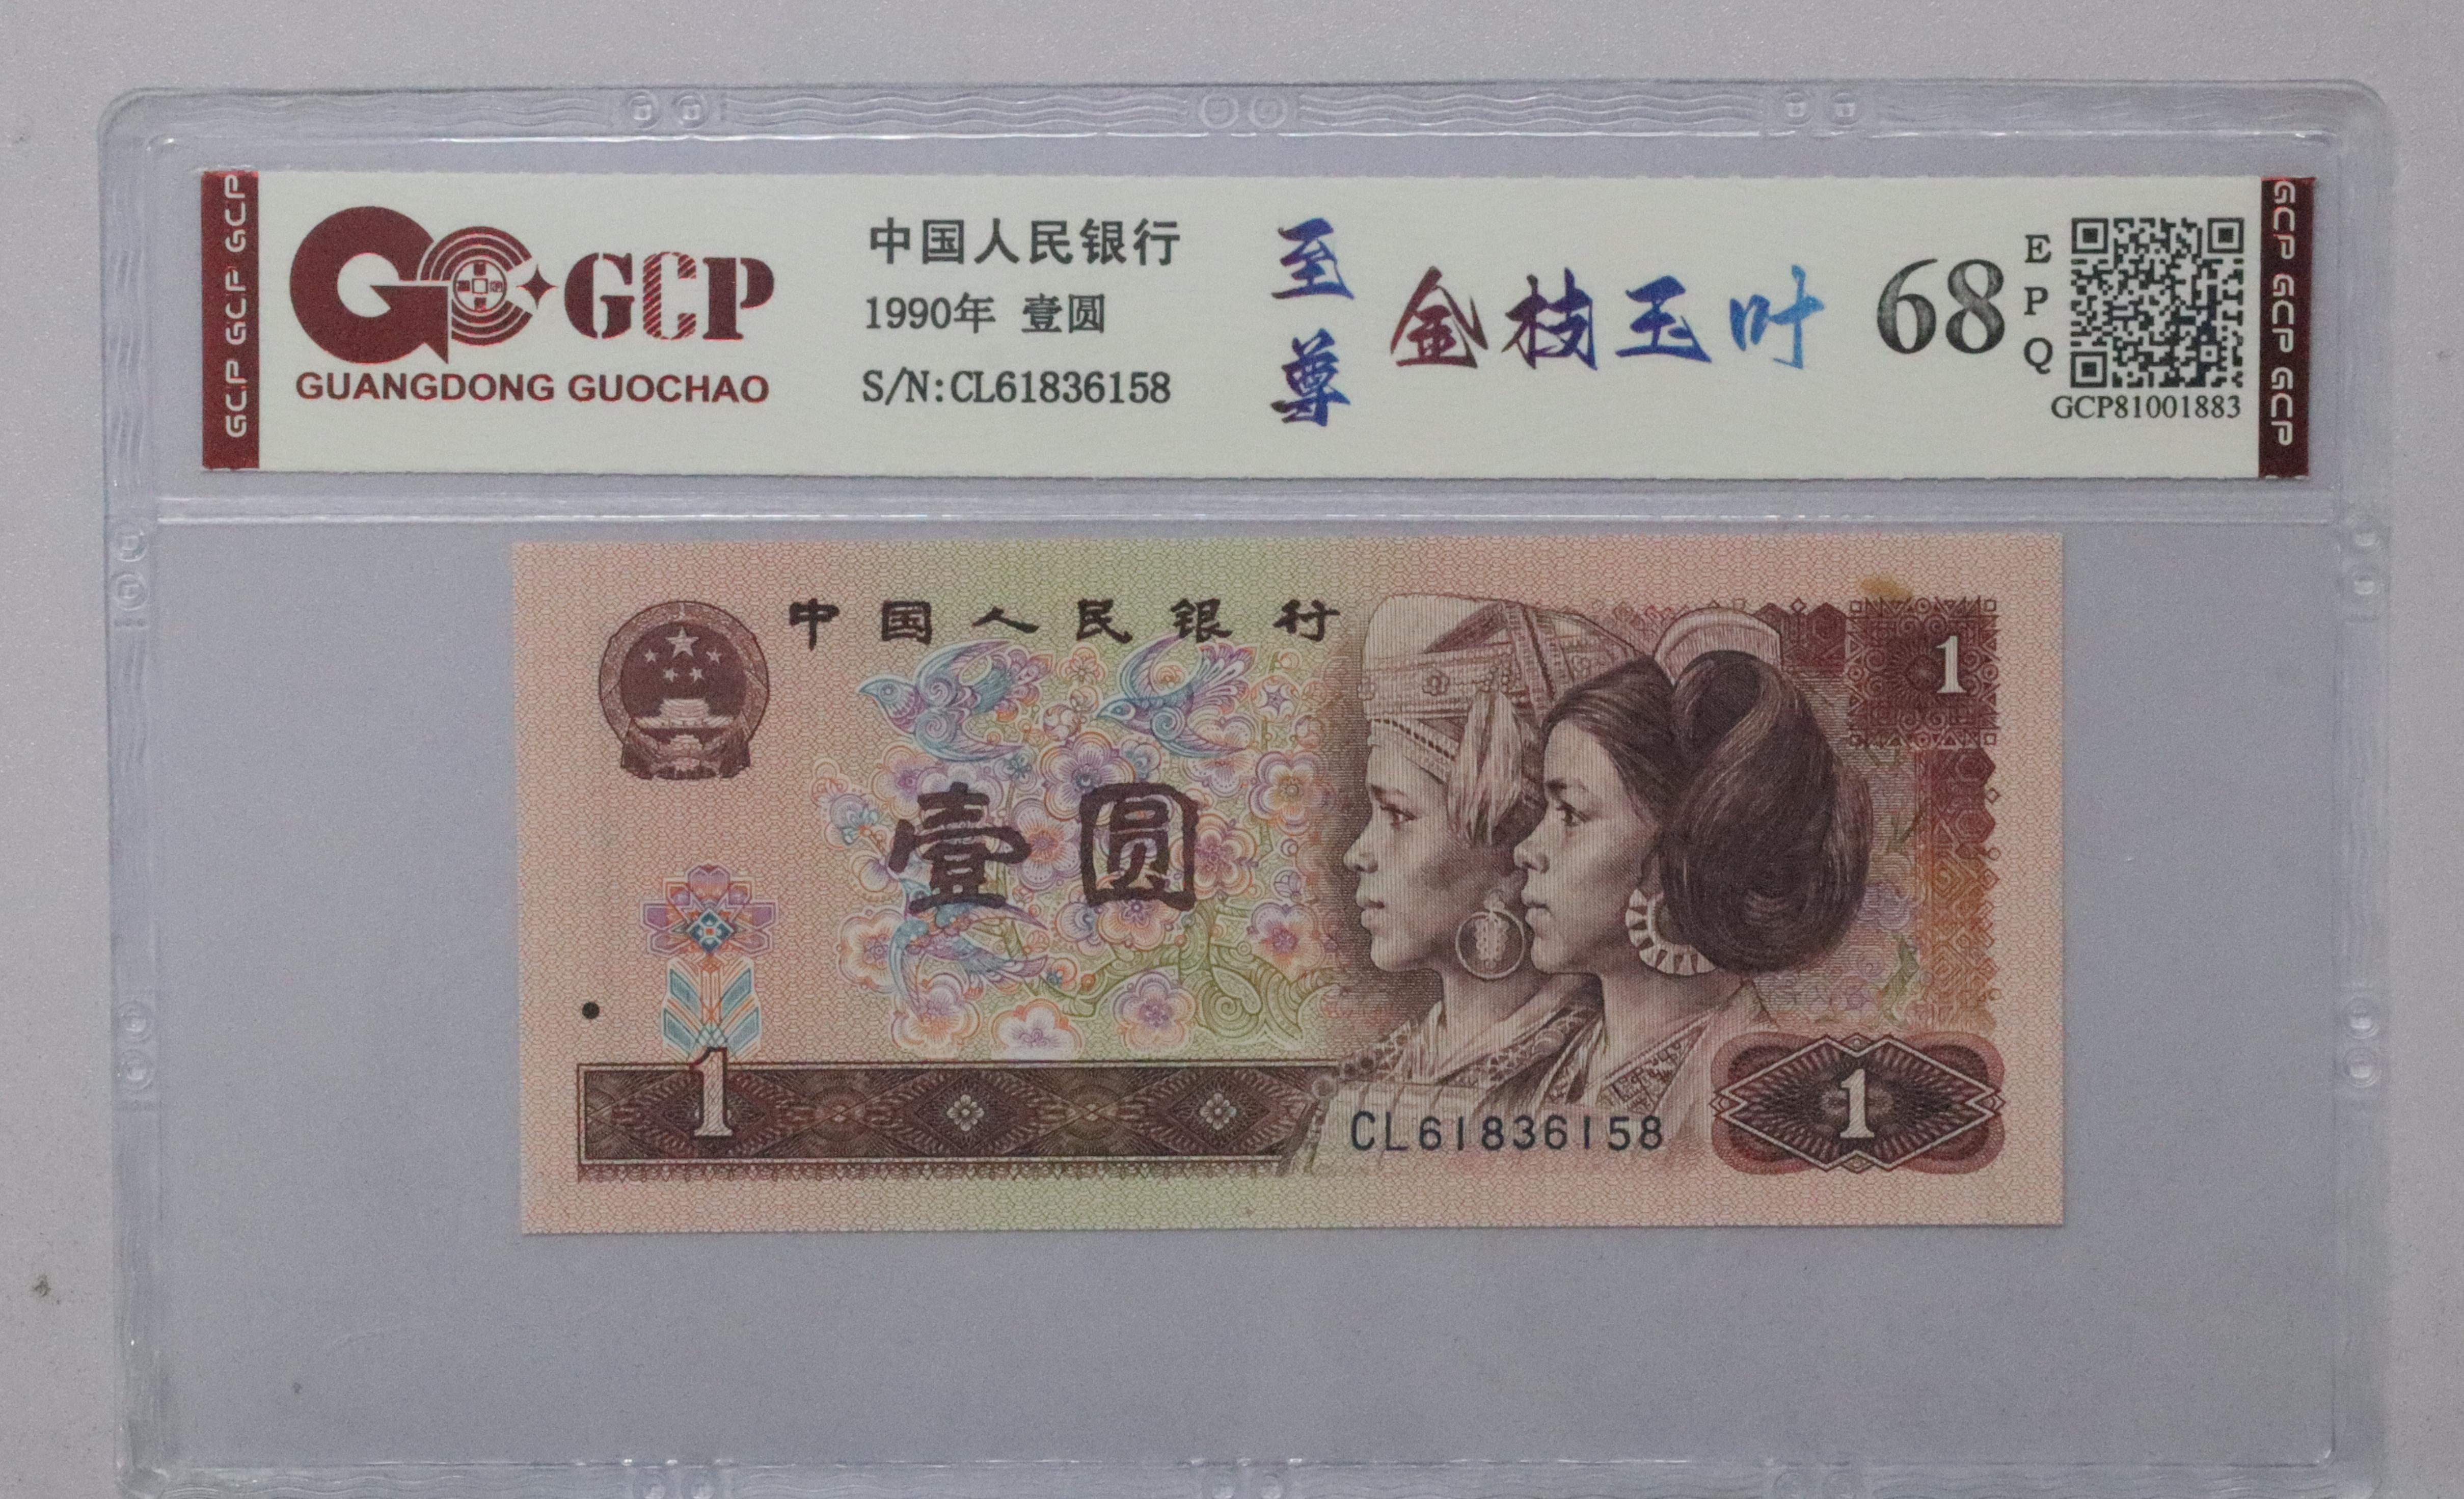 GCP GCP GCP
GCP
GUANGDONG GUOCHAO
中国人民银行
1990年 壹圆
S/N:CL61836158
至尊
金枝玉叶
68
EPQ
GCP81001883
GCP GCP GCP
中国人民银行
1
壹圆
1
CL61836158
1